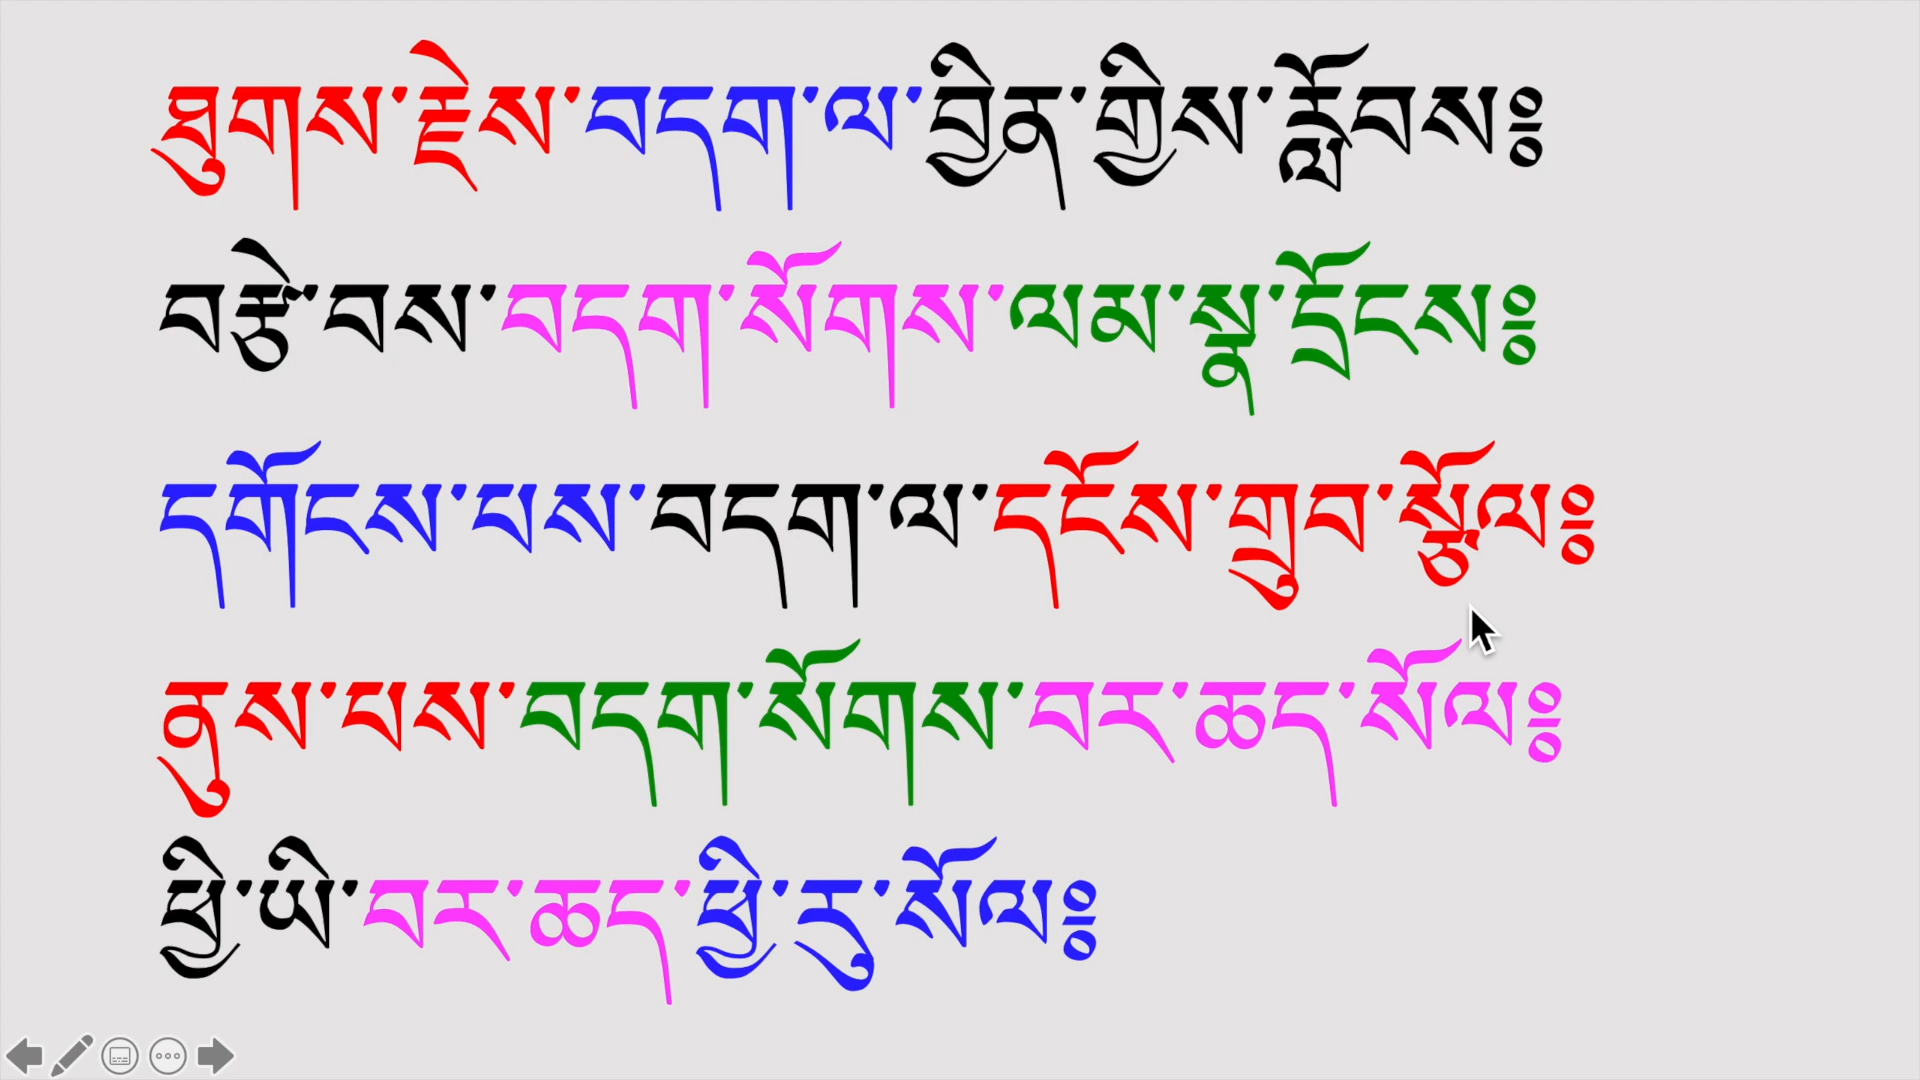 ཐུགས་རྗེས་བདག་ལ་བྱིན་གྱིས་རློབས༔
བརྩེ་བས་བདག་སོགས་ལམ་སྣ་དྲོངས༔
དགོངས་པས་བདག་ལ་དངོས་གྲུབ་སྩོལ༔
ནུས་པས་བདག་སོགས་བར་ཆད་སོལ༔
ཕྱི་ཡི་བར་ཆད་ཕྱི་རུ་སོལ༔